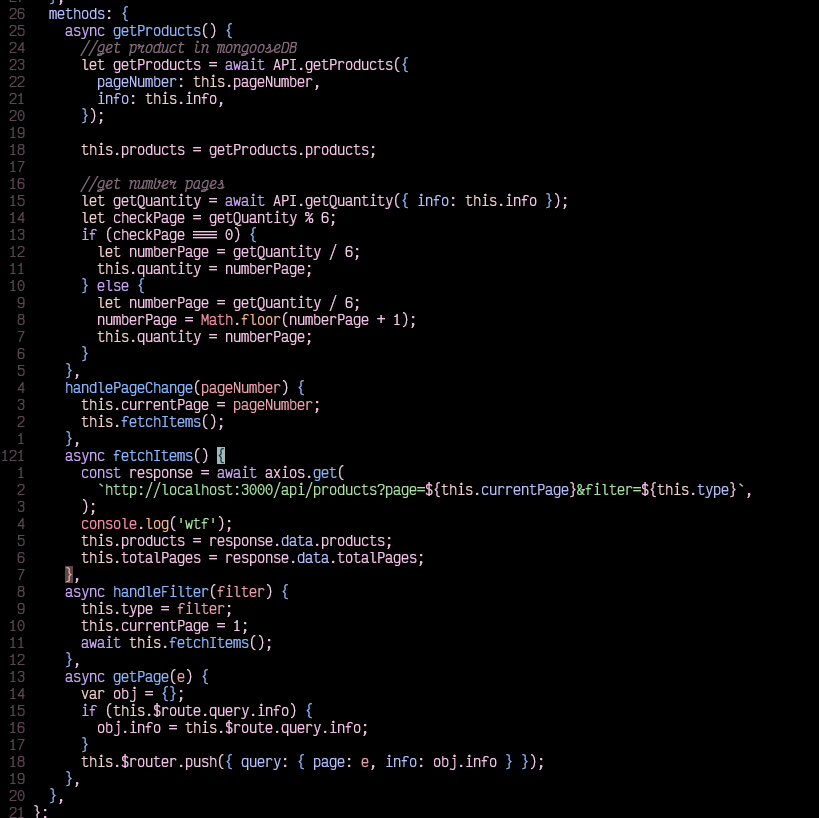 26   methods: {
25     async getProducts() {
24       //get product in mongooseDB
23       let getProducts = await API.getProducts({
22         pageNumber: this.pageNumber,
21         info: this.info,
20       });
19
18       this.products = getProducts.products;
17
16       //get number pages
15       let getQuantity = await API.getQuantity({ info: this.info });
14       let checkPage = getQuantity % 6;
13       if (checkPage === 0) {
12         let numberPage = getQuantity / 6;
11         this.quantity = numberPage;
10       } else {
9         let numberPage = getQuantity / 6;
8         numberPage = Math.floor(numberPage + 1);
7         this.quantity = numberPage;
6       }
5     },
4     handlePageChange(pageNumber) {
3       this.currentPage = pageNumber;
2       this.fetchItems();
1     },
121     async fetchItems() {
1       const response = await axios.get(
2         `http://localhost:3000/api/products?page=${this.currentPage}&filter=${this.type}`,
3       );
4       console.log('wtf');
5       this.products = response.data.products;
6       this.totalPages = response.data.totalPages;
7     },
8     async handleFilter(filter) {
9       this.type = filter;
10       this.currentPage = 1;
11       await this.fetchItems();
12     },
13     async getPage(e) {
14       var obj = {};
15       if (this.$route.query.info) {
16         obj.info = this.$route.query.info;
17       }
18       this.$router.push({ query: { page: e, info: obj.info } });
19     },
20   },
21 };